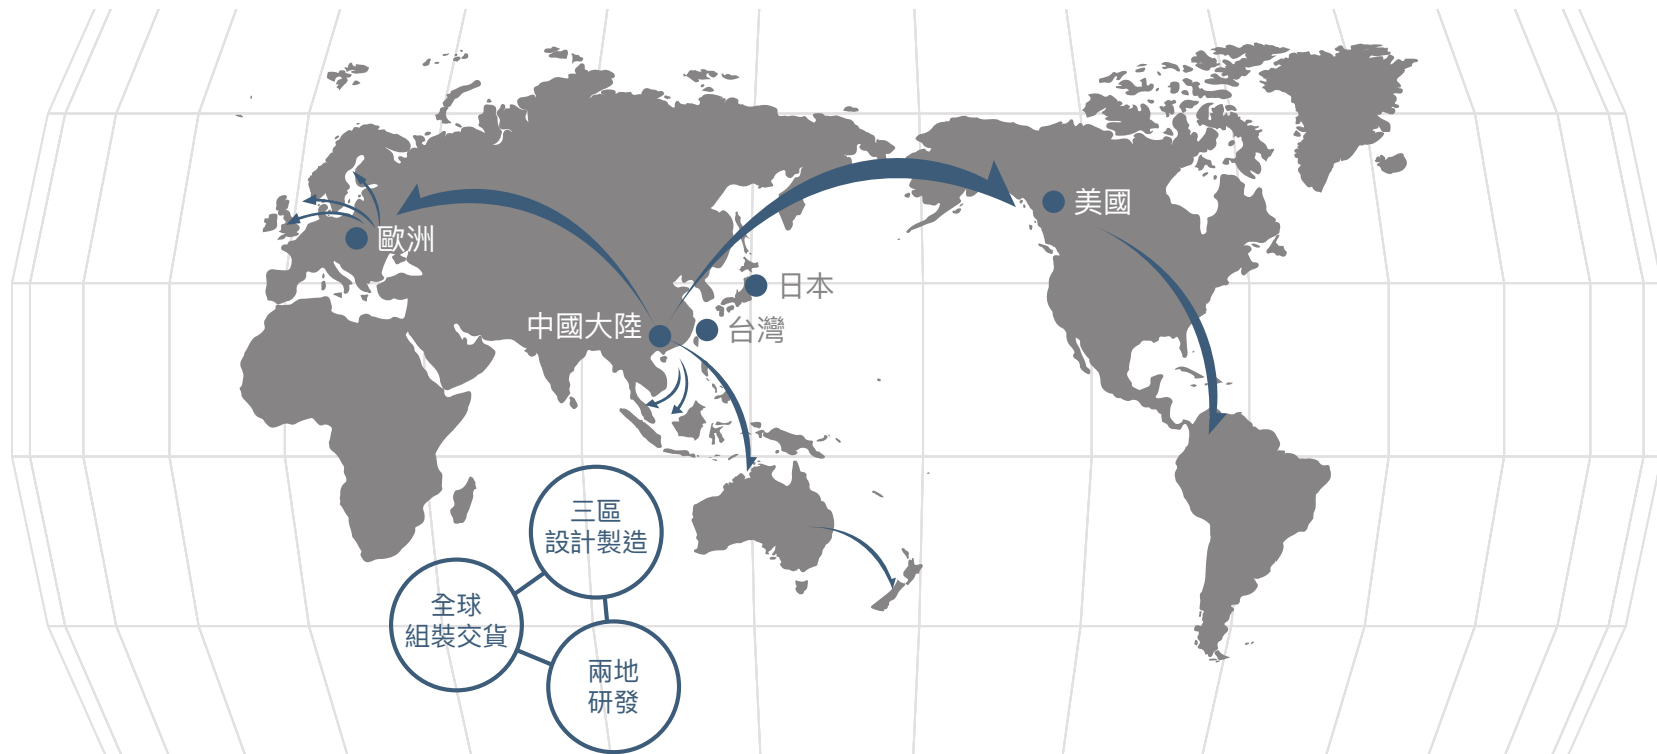 美國
歐洲
日本
中國大陸
台灣
三區
設計製造
全球
組裝交貨
兩地
研發